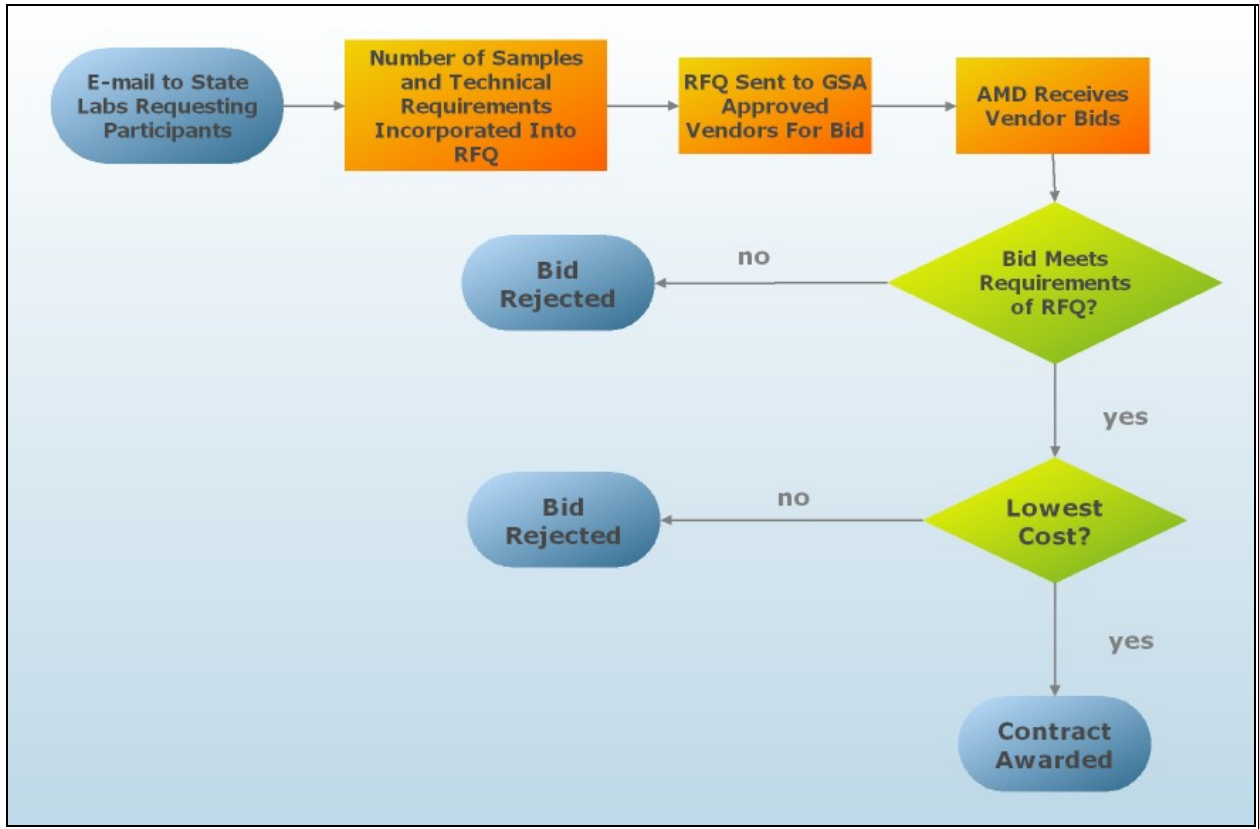 E-mail to State
Labs Requesting
Participants
Number of Samples
and Technical
Requirements
Incorporated Into
RFQ
RFQ Sent to GSA
Approved
Vendors For Bid
AMD Receives
Vendor Bids
Bid Meets
Requirements
of RFQ?
no
Bid
Rejected
yes
Lowest
Cost?
no
Bid
Rejected
yes
Contract
Awarded